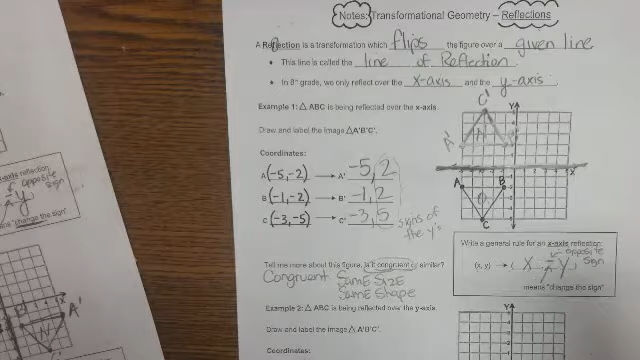 Notes: Transformational Geometry – Reflections
A Reflection is a transformation which flips the figure over a given line
• This line is called the line of Reflection.
• In 8th grade, we only reflect over the x-axis and the y-axis.
Example 1: △ ABC is being reflected over the x-axis.
Draw and label the image △A'B'C'.
Coordinates:
A (-5,-2) → A' -5,2
B (-1,-2) → B' -1,2
C (-3,-5) → C' -3,5
signs of
the y's
Tell me more about this figure. Is it congruent or similar?
Congruent. Same Size
Same Shape
Example 2: △ ABC is being reflected over the y-axis.
Draw and label the image △ A'B'C'.
Coordinates:
C'
A'
Y
X
A
B
C
Write a general rule for an x-axis reflection:
opposite
sign
(x, y) → ( X, -Y
means "change the sign"
Y
axis reflection
opposite
sign
-y
ns "change the sign"
X
A'